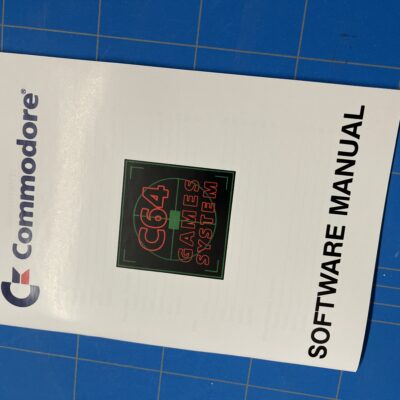 Commodore®
C64
GAMES
SYSTEM
SOFTWARE MANUAL